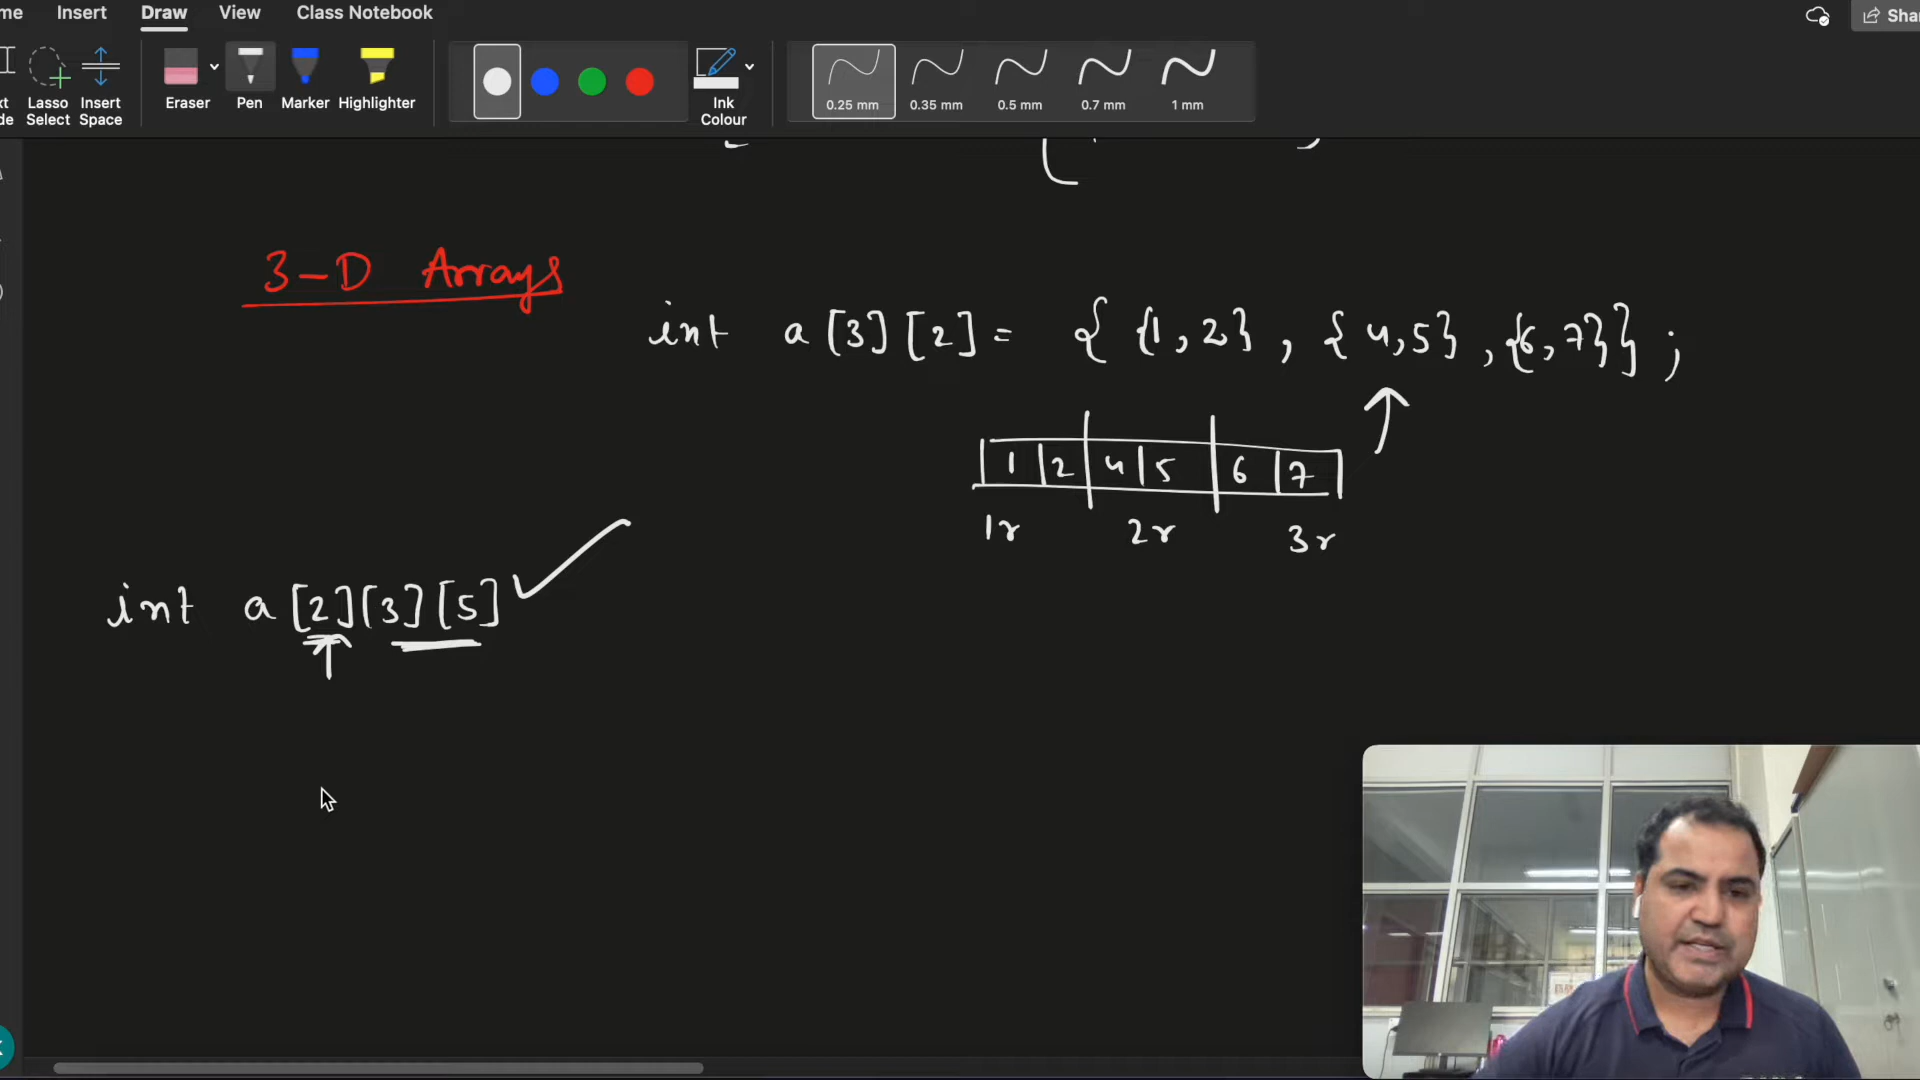 Insert Draw View Class Notebook
Share
Lasso Select
Insert Space
Eraser
Pen
Marker
Highlighter
Ink Colour
0.25 mm
0.35 mm
0.5 mm
0.7 mm
1 mm
3-D Arrays
int a[3][2] = { {1,2} , {4,5} ,{6,7}} ;
1 2 4 5 6 7
1r 2r 3r
int a[2][3][5]